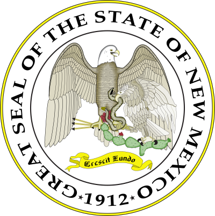 GREAT SEAL OF THE STATE OF NEW MEXICO
Crescit Eundo
★1912★